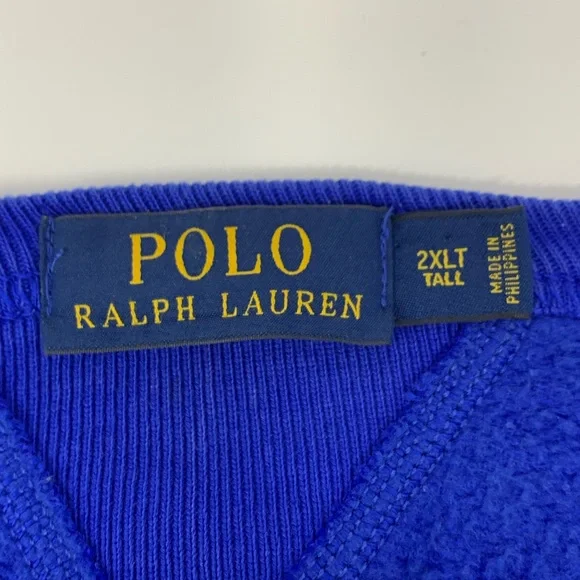 POLO
RALPH LAUREN
2XLT
TALL
MADE IN
PHILIPPINES